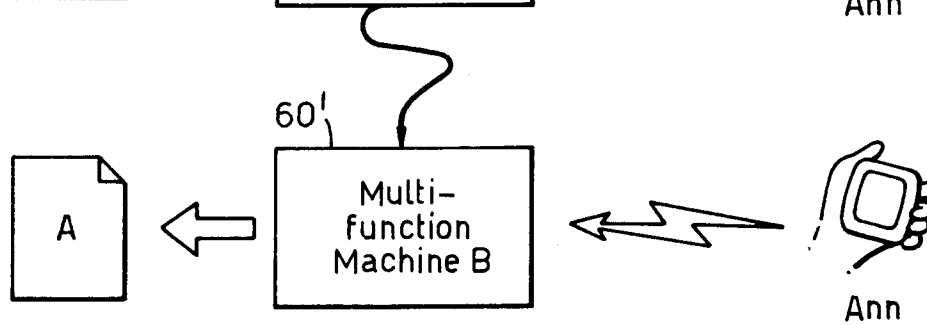 Ann
60'
Multi-
function
Machine B
A
Ann